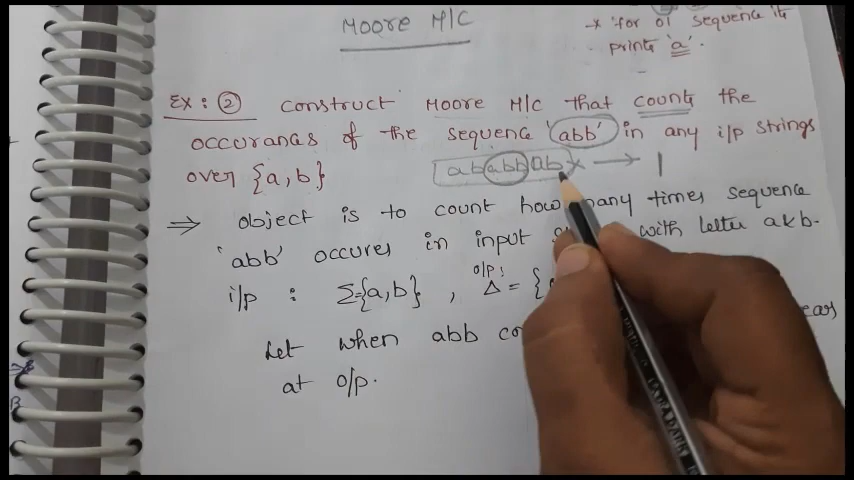 Moore M/C
-* for 01 sequence it
prints 'a'.
Ex: ② construct Moore M/C that counts the
occurances of the sequence 'abb' in any i/p strings
over {a, b}
ababbab → 1
⇒ object is to count how many times sequence
'abb' occures in input with letter a & b.
i/p : Σ={a,b} , o/p: Δ = {
Let when abb
at o/p.